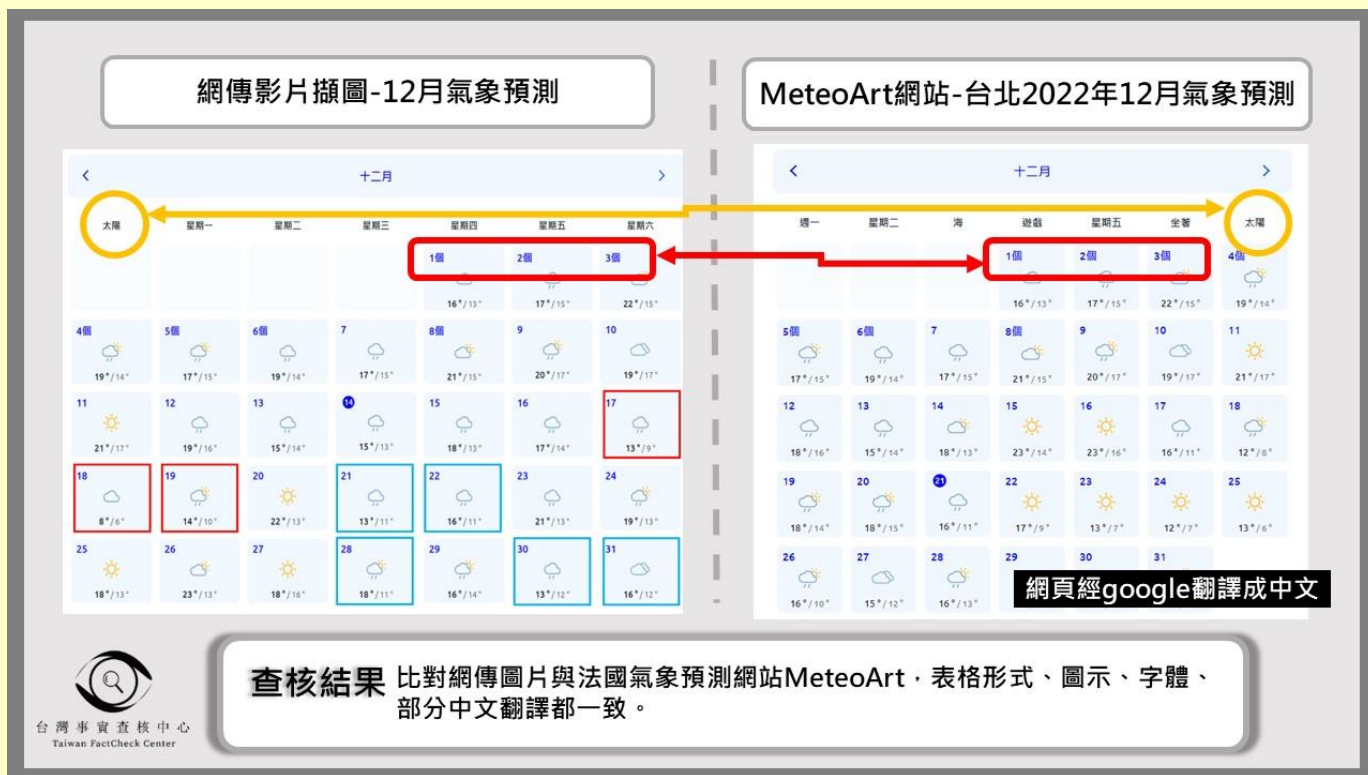 網傳影片擷圖-12月氣象預測
< 十二月 >
太陽 星期一 星期二 星期三 星期四 星期五 星期六
1個 2個 3個
16°/13° 17°/15° 22°/15°
4個 5個 6個 7 8個 9 10
19°/14° 17°/15° 19°/14° 17°/15° 21°/15° 20°/17° 19°/17°
11 12 13 14 15 16 17
21°/17° 19°/16° 15°/14° 15°/13° 18°/13° 17°/14° 13°/9°
18 19 20 21 22 23 24
8°/6° 14°/10° 22°/13° 13°/11° 16°/11° 21°/13° 19°/13°
25 26 27 28 29 30 31
18°/13° 23°/13° 18°/16° 18°/11° 16°/14° 13°/12° 16°/12°
MeteoArt網站-台北2022年12月氣象預測
< 十二月 >
週一 星期二 海 遊戲 星期五 坐著 太陽
1個 2個 3個 4個
16°/13° 17°/15° 22°/15° 19°/14°
5個 6個 7 8個 9 10 11
17°/15° 19°/14° 17°/15° 21°/15° 20°/17° 19°/17° 21°/17°
12 13 14 15 16 17 18
18°/16° 15°/14° 18°/13° 23°/14° 23°/16° 16°/11° 12°/8°
19 20 21 22 23 24 25
18°/14° 18°/15° 16°/11° 17°/9° 13°/7° 12°/7° 13°/6°
26 27 28 29 30 31
16°/10° 15°/12° 16°/13°
網頁經google翻譯成中文
查核結果 比對網傳圖片與法國氣象預測網站MeteoArt,表格形式、圖示、字體、
部分中文翻譯都一致。
台灣事實查核中心
Taiwan FactCheck Center